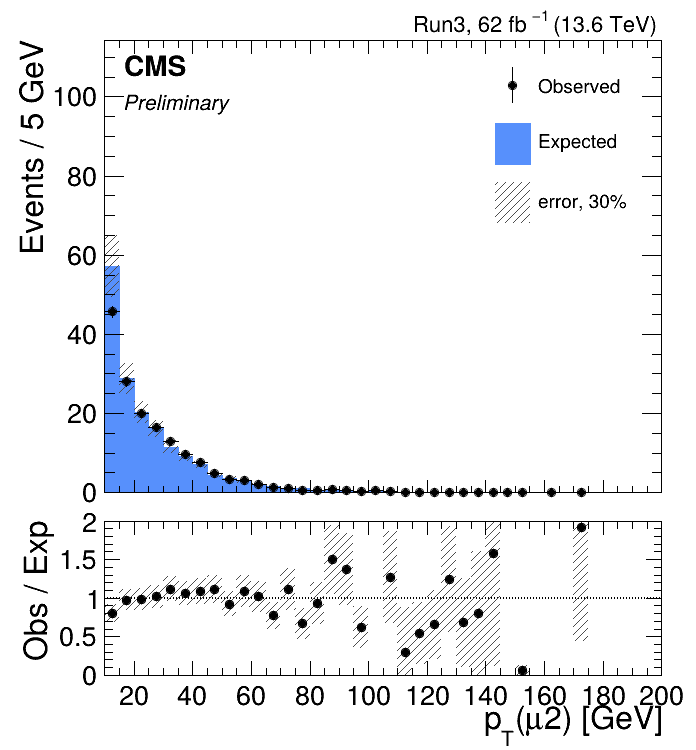 Run3, 62 fb⁻¹ (13.6 TeV)
CMS
Preliminary
Observed
Expected
error, 30%
Events / 5 GeV
100
80
60
40
20
0
Obs / Exp
2
1.5
1
0.5
0
20 40 60 80 100 120 140 160 180 200
p_T(μ2) [GeV]